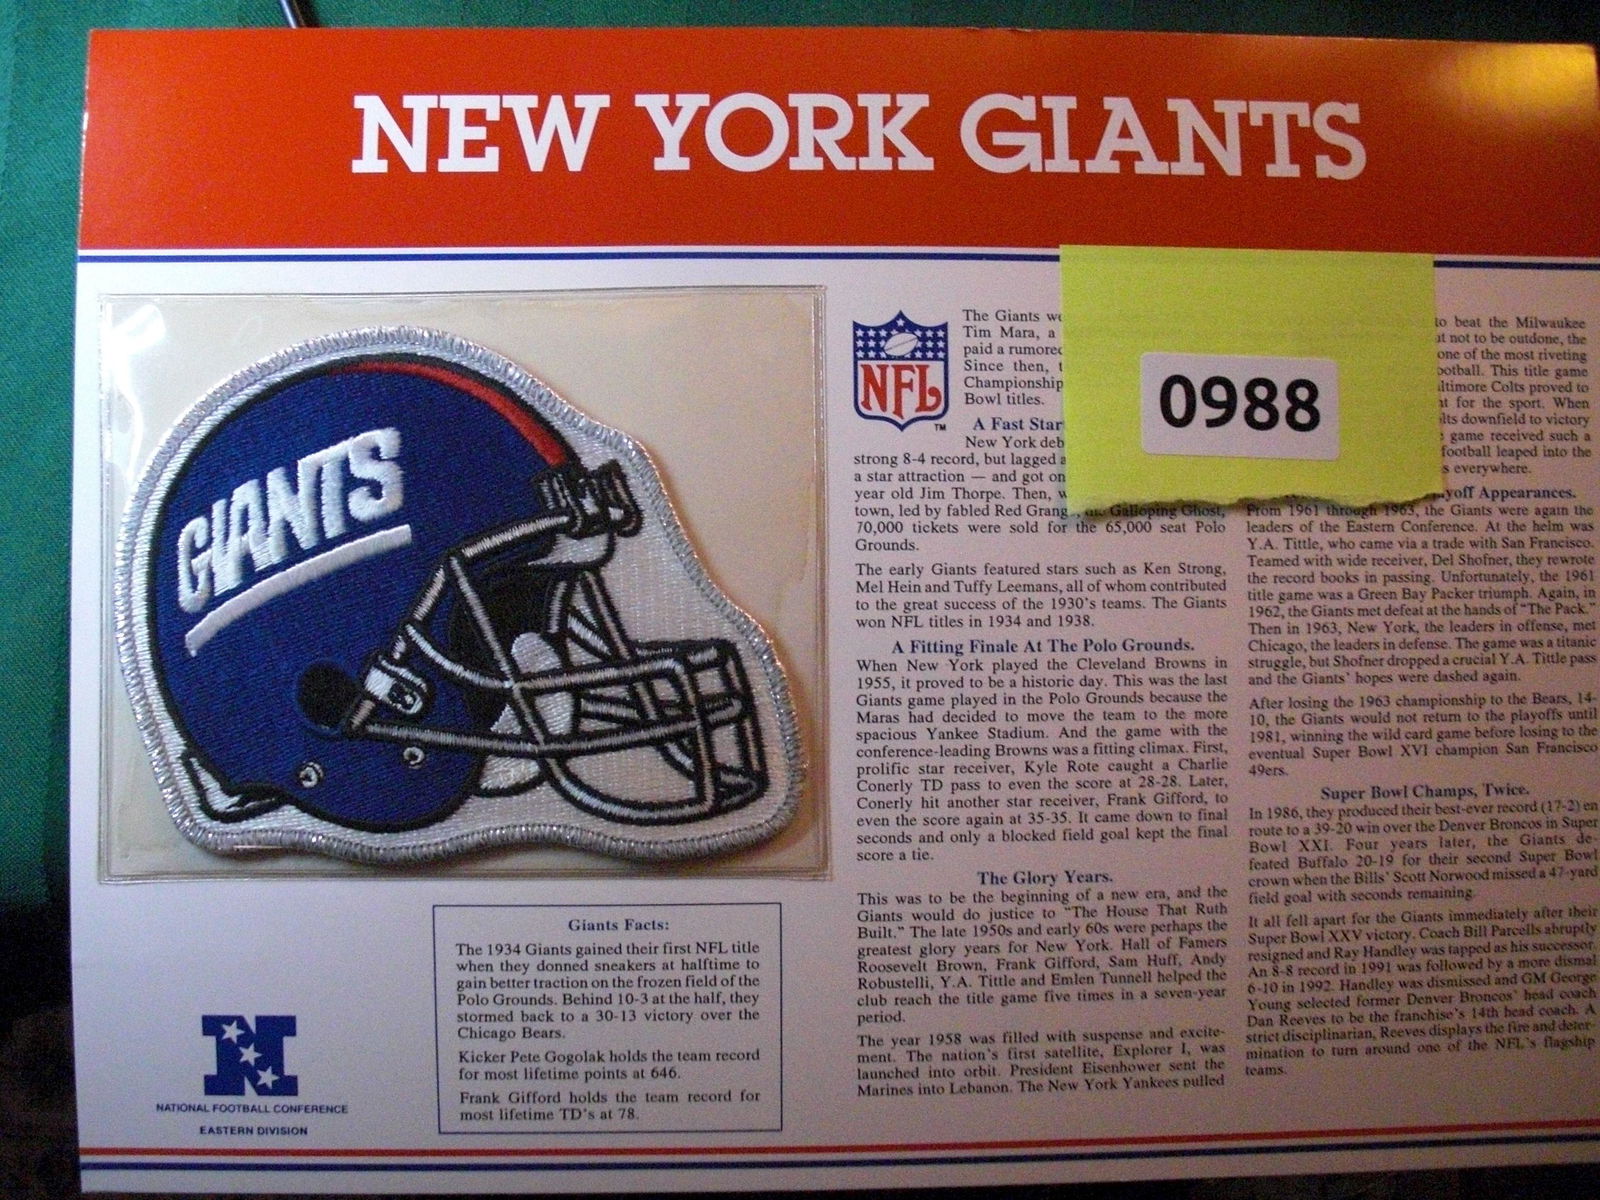 NEW YORK GIANTS
GIANTS
NFL
TM
The Giants we
Tim Mara, a
paid a rumored
Since then, t
Championship
Bowl titles.
A Fast Star
New York deb
strong 8-4 record, but lagged a
a star attraction — and got on
year old Jim Thorpe. Then, w
town, led by fabled Red Grang the Galloping Ghost,
70,000 tickets were sold for the 65,000 seat Polo
Grounds.
The early Giants featured stars such as Ken Strong,
Mel Hein and Tuffy Leemans, all of whom contributed
to the great success of the 1930's teams. The Giants
won NFL titles in 1934 and 1938.
A Fitting Finale At The Polo Grounds.
When New York played the Cleveland Browns in
1955, it proved to be a historic day. This was the last
Giants game played in the Polo Grounds because the
Maras had decided to move the team to the more
spacious Yankee Stadium. And the game with the
conference-leading Browns was a fitting climax. First,
prolific star receiver, Kyle Rote caught a Charlie
Conerly TD pass to even the score at 28-28. Later,
Conerly hit another star receiver, Frank Gifford, to
even the score again at 35-35. It came down to final
seconds and only a blocked field goal kept the final
score a tie.
The Glory Years.
This was to be the beginning of a new era, and the
Giants would do justice to "The House That Ruth
Built." The late 1950s and early 60s were perhaps the
greatest glory years for New York. Hall of Famers
Roosevelt Brown, Frank Gifford, Sam Huff, Andy
Robustelli, Y.A. Tittle and Emlen Tunnell helped the
club reach the title game five times in a seven-year
period.
The year 1958 was filled with suspense and excite-
ment. The nation's first satellite, Explorer I, was
launched into orbit. President Eisenhower sent the
Marines into Lebanon. The New York Yankees pulled
0988
to beat the Milwaukee
not to be outdone, the
one of the most riveting
ootball. This title game
ltimore Colts proved to
for the sport. When
lts downfield to victory
game received such a
football leaped into the
s everywhere.
yoff Appearances.
From 1961 through 1963, the Giants were again the
leaders of the Eastern Conference. At the helm was
Y.A. Tittle, who came via a trade with San Francisco.
Teamed with wide receiver, Del Shofner, they rewrote
the record books in passing. Unfortunately, the 1961
title game was a Green Bay Packer triumph. Again, in
1962, the Giants met defeat at the hands of "The Pack."
Then in 1963, New York, the leaders in offense, met
Chicago, the leaders in defense. The game was a titanic
struggle, but Shofner dropped a crucial Y.A. Tittle pass
and the Giants' hopes were dashed again.
After losing the 1963 championship to the Bears, 14-
10, the Giants would not return to the playoffs until
1981, winning the wild card game before losing to the
eventual Super Bowl XVI champion San Francisco
49ers.
Super Bowl Champs, Twice.
In 1986, they produced their best-ever record (17-2) en
route to a 39-20 win over the Denver Broncos in Super
Bowl XXI. Four years later, the Giants de-
feated Buffalo 20-19 for their second Super Bowl
crown when the Bills' Scott Norwood missed a 47-yard
field goal with seconds remaining.
It all fell apart for the Giants immediately after their
Super Bowl XXV victory. Coach Bill Parcells abruptly
resigned and Ray Handley was tapped as his successor.
An 8-8 record in 1991 was followed by a more dismal
6-10 in 1992. Handley was dismissed and GM George
Young selected former Denver Broncos' head coach
Dan Reeves to be the franchise's 14th head coach. A
strict disciplinarian, Reeves displays the fire and deter-
mination to turn around one of the NFL's flagship
teams.
Giants Facts:
The 1934 Giants gained their first NFL title
when they donned sneakers at halftime to
gain better traction on the frozen field of the
Polo Grounds. Behind 10-3 at the half, they
stormed back to a 30-13 victory over the
Chicago Bears.
Kicker Pete Gogolak holds the team record
for most lifetime points at 646.
Frank Gifford holds the team record for
most lifetime TD's at 78.
N
NATIONAL FOOTBALL CONFERENCE
EASTERN DIVISION